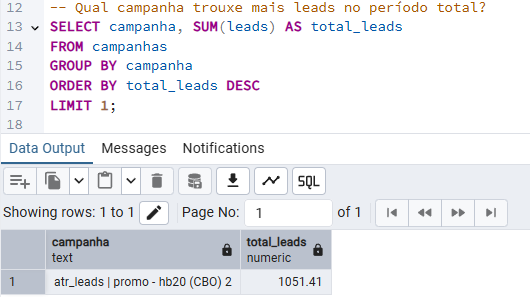 12 -- Qual campanha trouxe mais leads no período total?
13 SELECT campanha, SUM(leads) AS total_leads
14 FROM campanhas
15 GROUP BY campanha
16 ORDER BY total_leads DESC
17 LIMIT 1;
18
Data Output Messages Notifications
SQL
Showing rows: 1 to 1 Page No: 1 of 1
campanha total_leads
text numeric
1 atr_leads | promo - hb20 (CBO) 2 1051.41